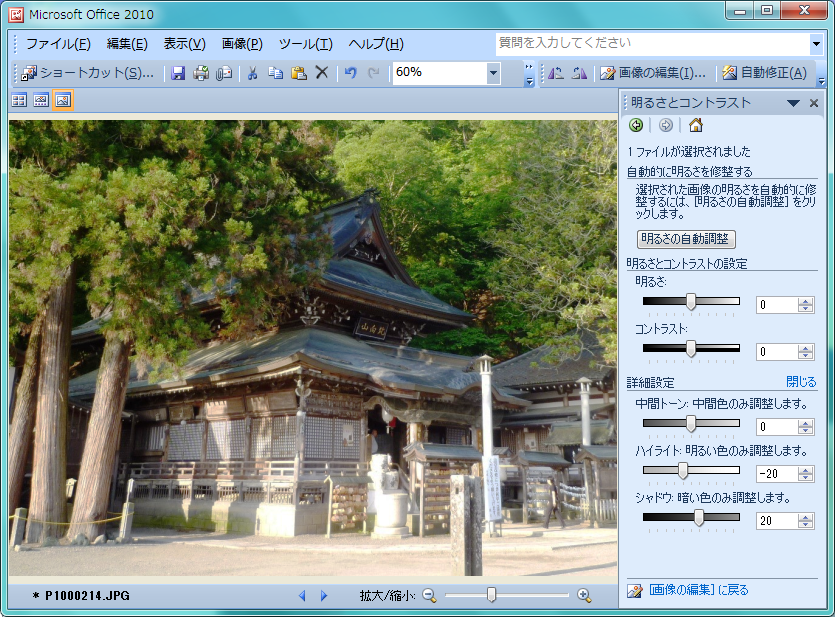 Microsoft Office 2010
ファイル(F) 編集(E) 表示(V) 画像(P) ツール(T) ヘルプ(H)
質問を入力してください
ショートカット(S)...
60%
画像の編集(I)...
自動修正(A)
明るさとコントラスト
1 ファイルが選択されました
自動的に明るさを修整する
選択された画像の明るさを自動的に修
整するには、[明るさの自動調整] をクリ
ックします。
明るさの自動調整
明るさとコントラストの設定
明るさ:
0
コントラスト:
0
詳細設定 閉じる
中間トーン: 中間色のみ調整します。
0
ハイライト: 明るい色のみ調整します。
-20
シャドウ: 暗い色のみ調整します。
20
[画像の編集] に戻る
* P1000214.JPG
拡大/縮小: